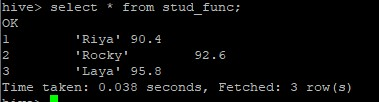 hive> select * from stud_func;
OK
1 'Riya' 90.4
2 'Rocky' 92.6
3 'Laya' 95.8
Time taken: 0.038 seconds, Fetched: 3 row(s)
hive>